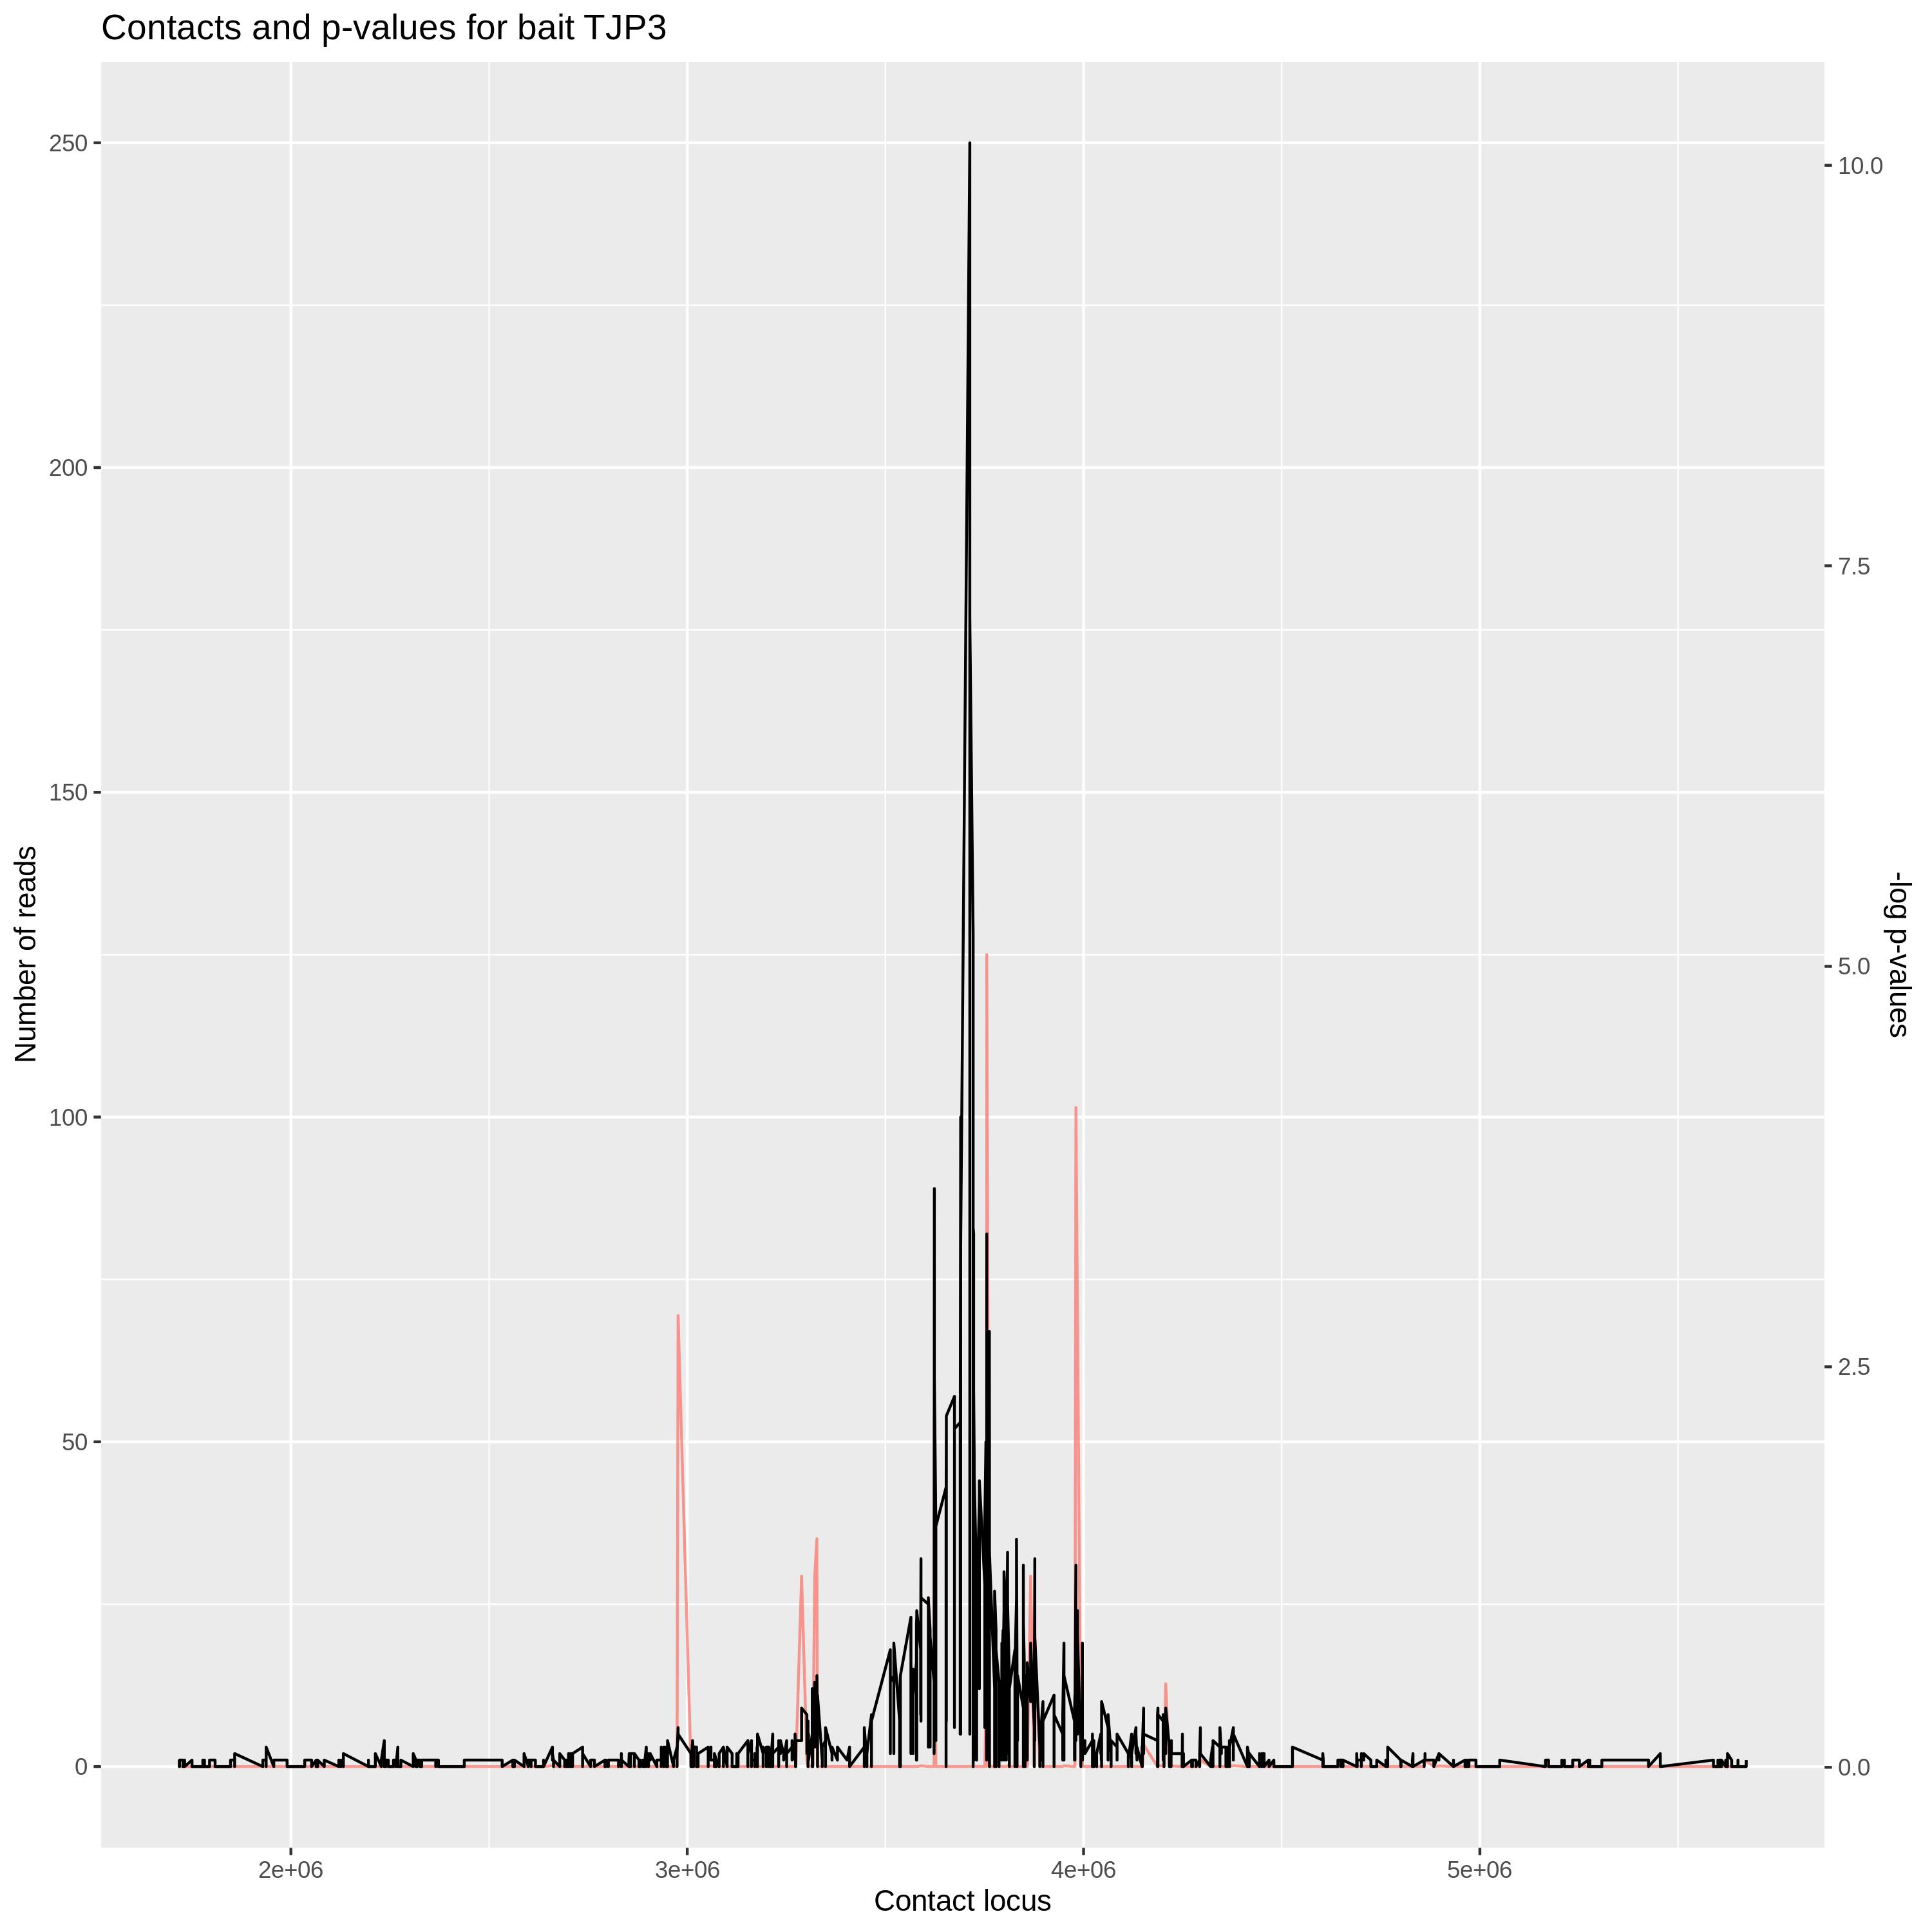 Contacts and p-values for bait TJP3
250
200
150
100
50
0
10.0
7.5
5.0
2.5
0.0
Number of reads
-log p-values
2e+06
3e+06
4e+06
5e+06
Contact locus